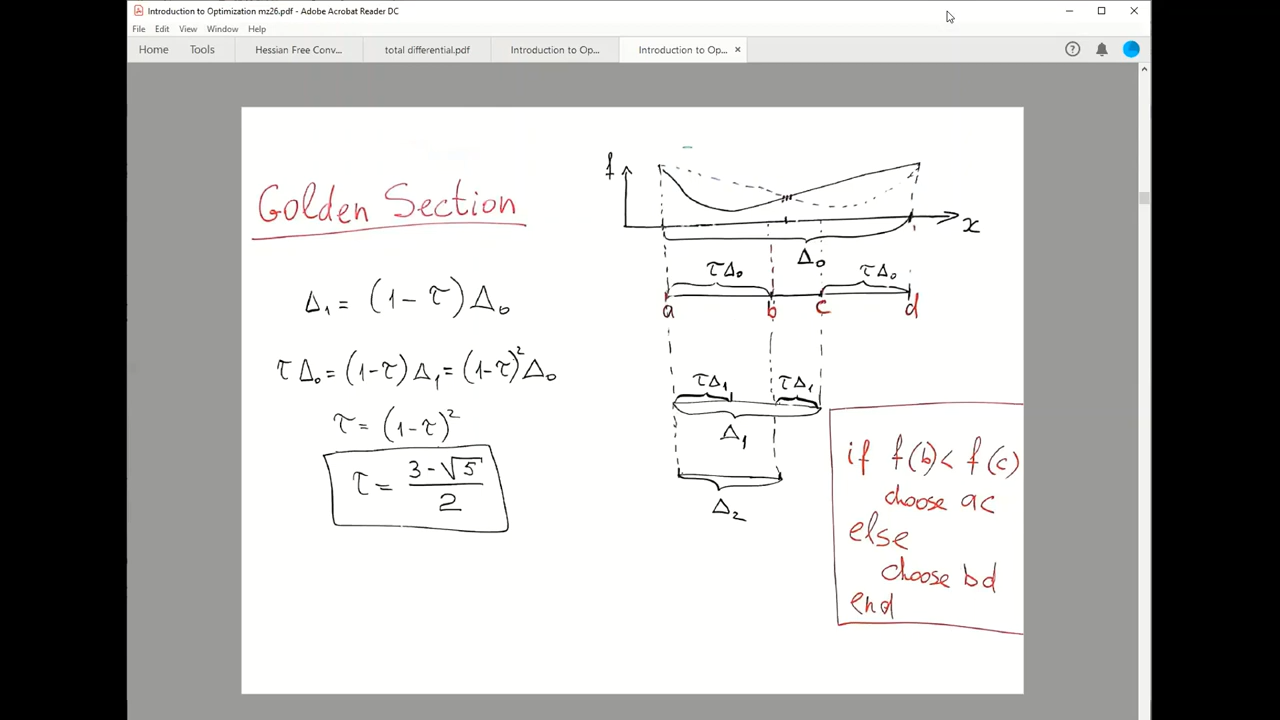 Introduction to Optimization mz26.pdf - Adobe Acrobat Reader DC
File Edit View Window Help
Home Tools Hessian Free Conv... total differential.pdf Introduction to Op... Introduction to Op... ×
Golden Section
Δ₁ = (1 - τ) Δ₀
τ Δ₀ = (1-τ) Δ₁ = (1-τ)² Δ₀
τ = (1-τ)²
τ = (3 - √5) / 2
f
x
Δ₀
τΔ₀ τΔ₀
a b c d
τΔ₁ τΔ₁
Δ₁
Δ₂
if f(b) < f(c)
choose ac
else
choose bd
end